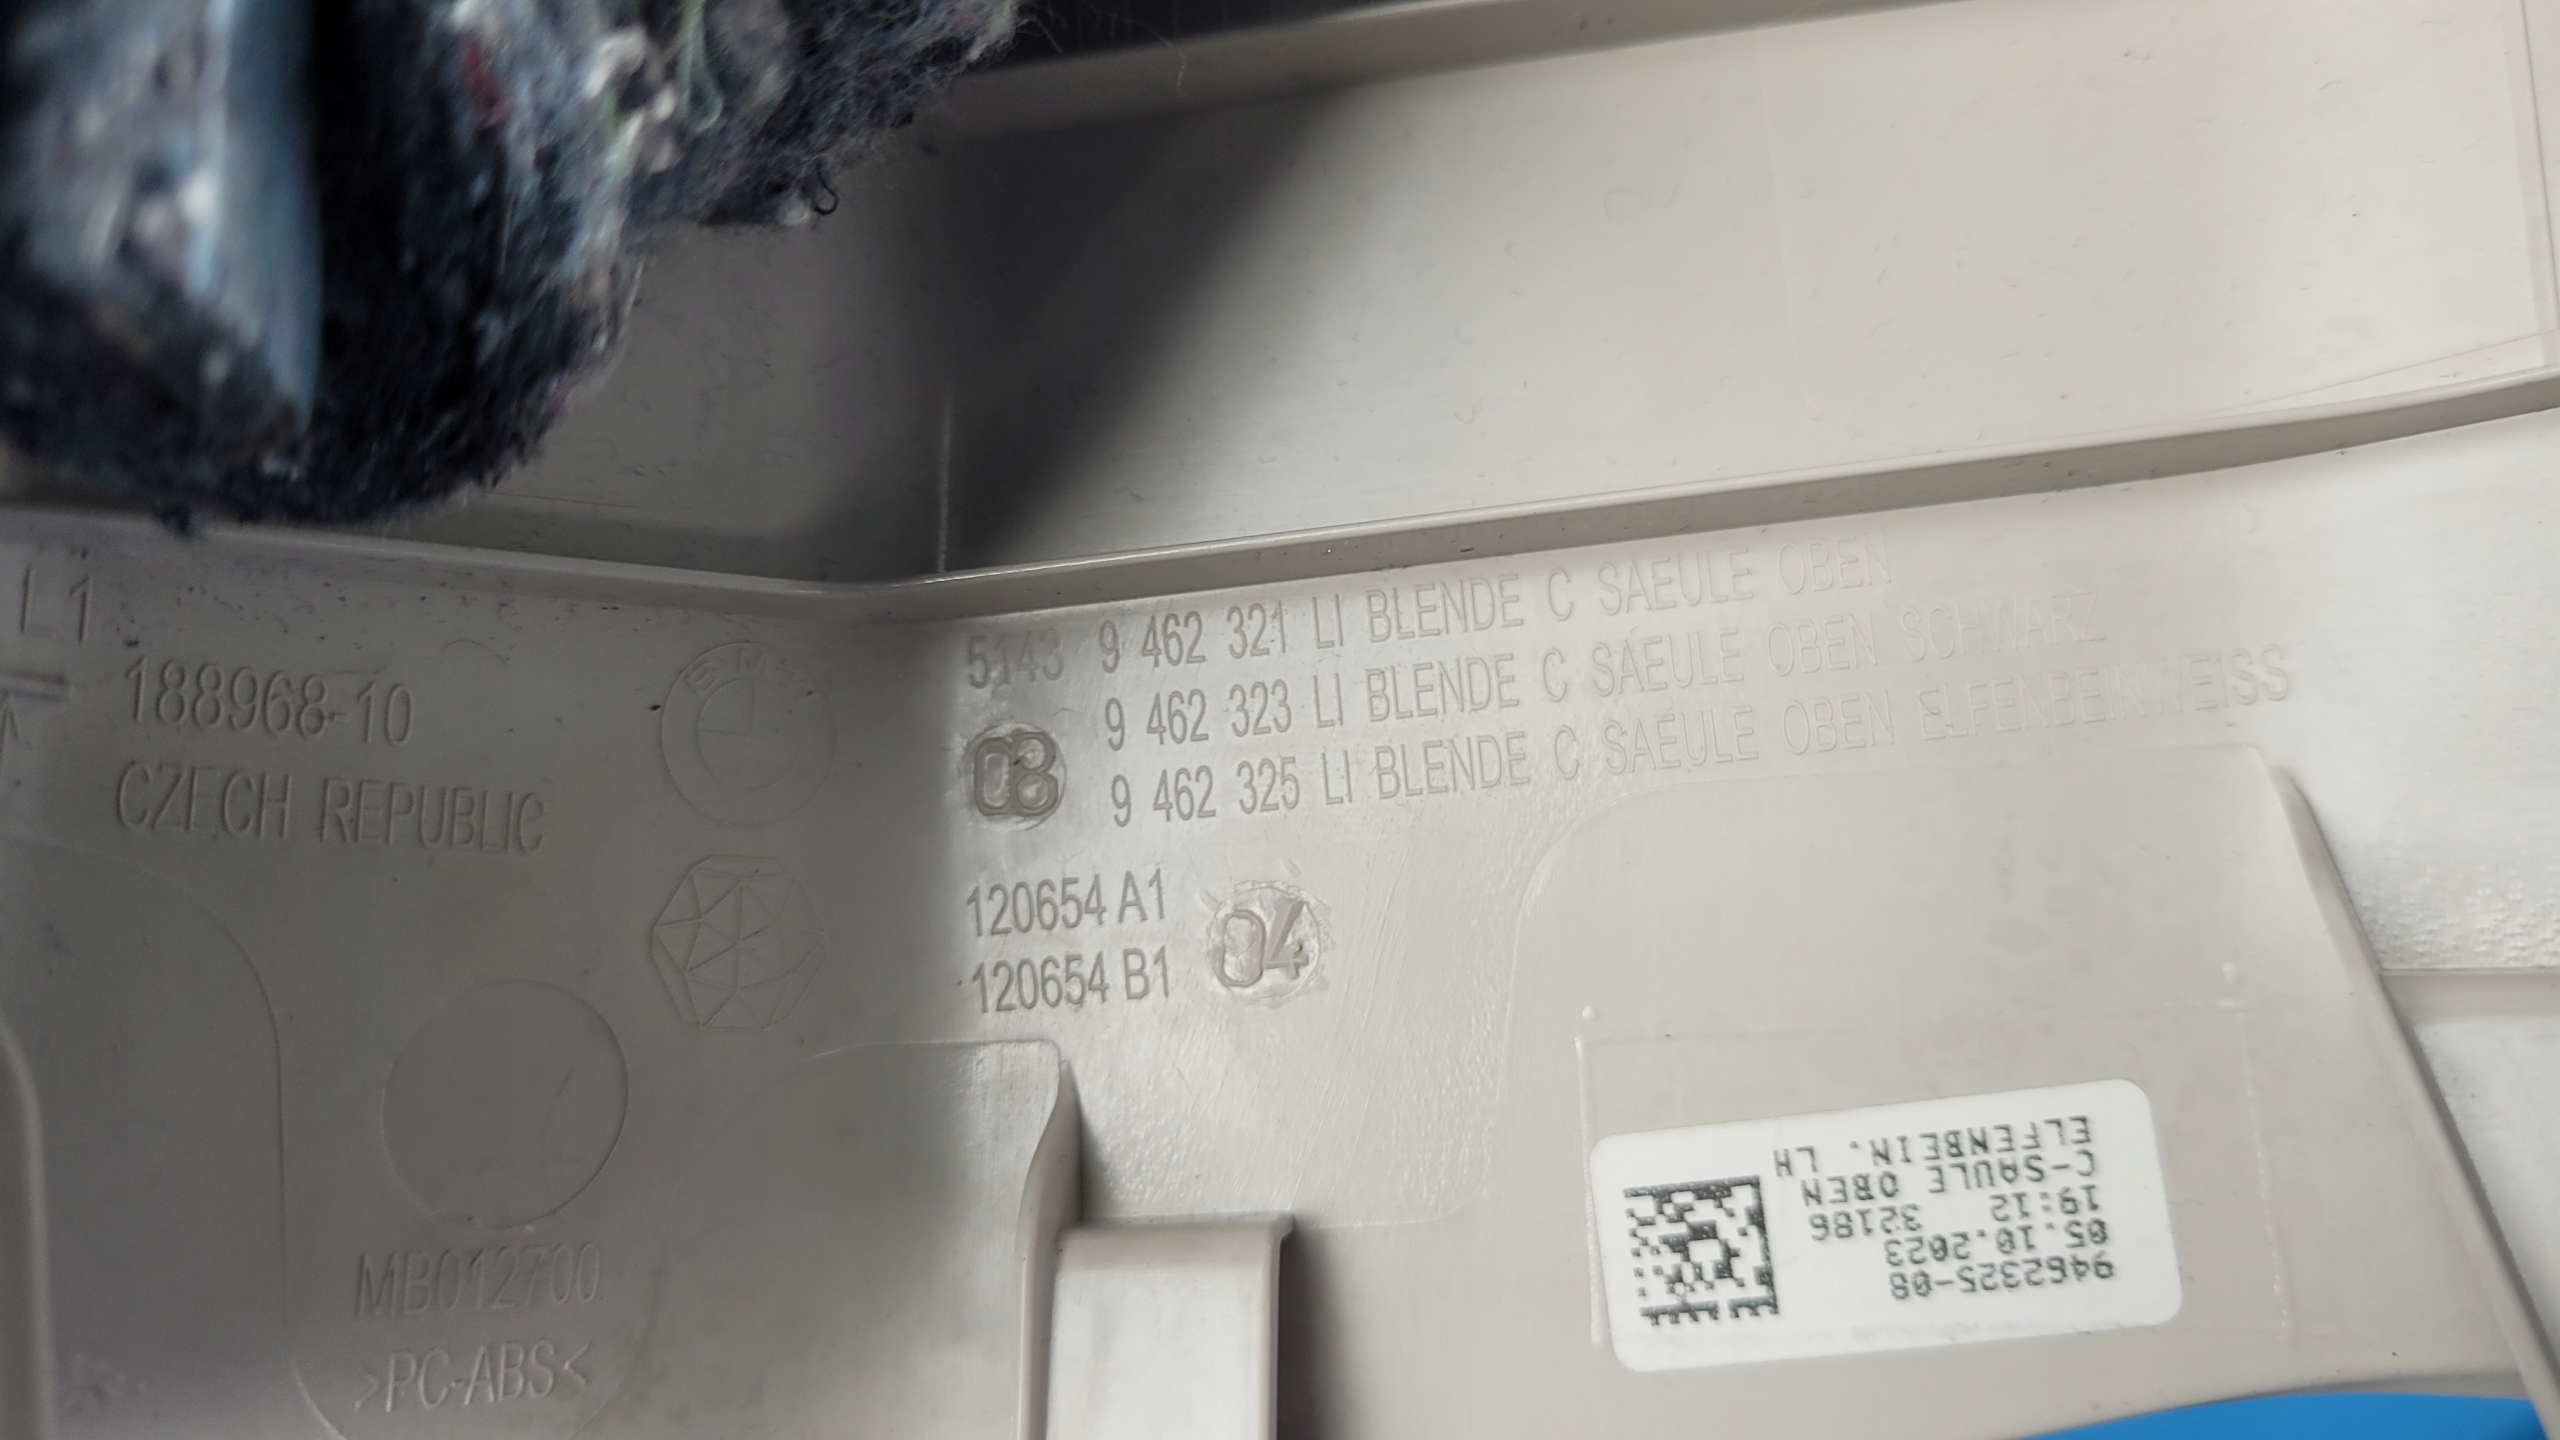 L1
188968-10
CZECH REPUBLIC
BMW
5143 9 462 321 LI BLENDE C SAEULE OBEN
9 462 323 LI BLENDE C SAEULE OBEN SCHWARZ
08
9 462 325 LI BLENDE C SAEULE OBEN ELFENBEINWEISS
120654 A1
120654 B1
04
MB012700
>PC-ABS<
9462325-08
05.10.2023
19:12 32186
C-SAULE OBEN
ELFENBEIN. LH